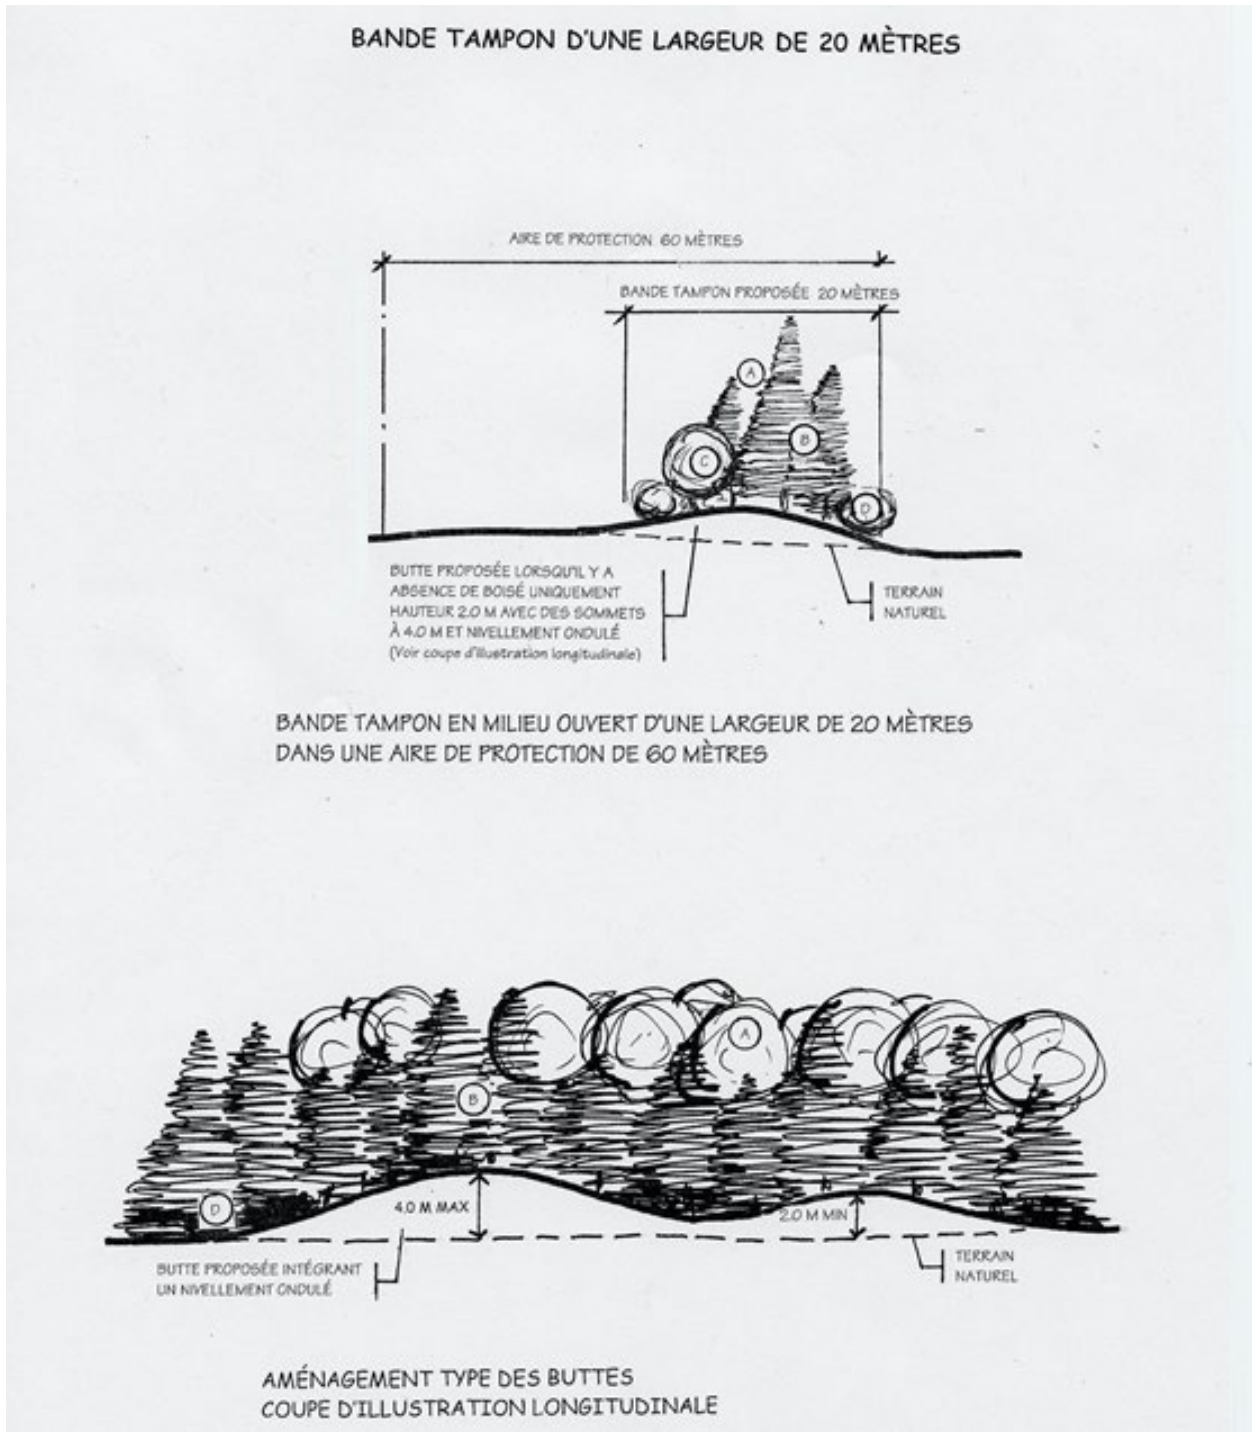 BANDE TAMPON D'UNE LARGEUR DE 20 MÈTRES
AIRE DE PROTECTION 60 MÈTRES
BANDE TAMPON PROPOSÉE 20 MÈTRES
A
B
C
D
BUTTE PROPOSÉE LORSQU'IL Y A
ABSENCE DE BOISÉ UNIQUEMENT
HAUTEUR 2.0 M AVEC DES SOMMETS
À 4.0 M ET NIVELLEMENT ONDULÉ
(Voir coupe d'illustration longitudinale)
TERRAIN
NATUREL
BANDE TAMPON EN MILIEU OUVERT D'UNE LARGEUR DE 20 MÈTRES
DANS UNE AIRE DE PROTECTION DE 60 MÈTRES
A
B
D
4.0 M MAX
2.0 M MIN
BUTTE PROPOSÉE INTÉGRANT
UN NIVELLEMENT ONDULÉ
TERRAIN
NATUREL
AMÉNAGEMENT TYPE DES BUTTES
COUPE D'ILLUSTRATION LONGITUDINALE